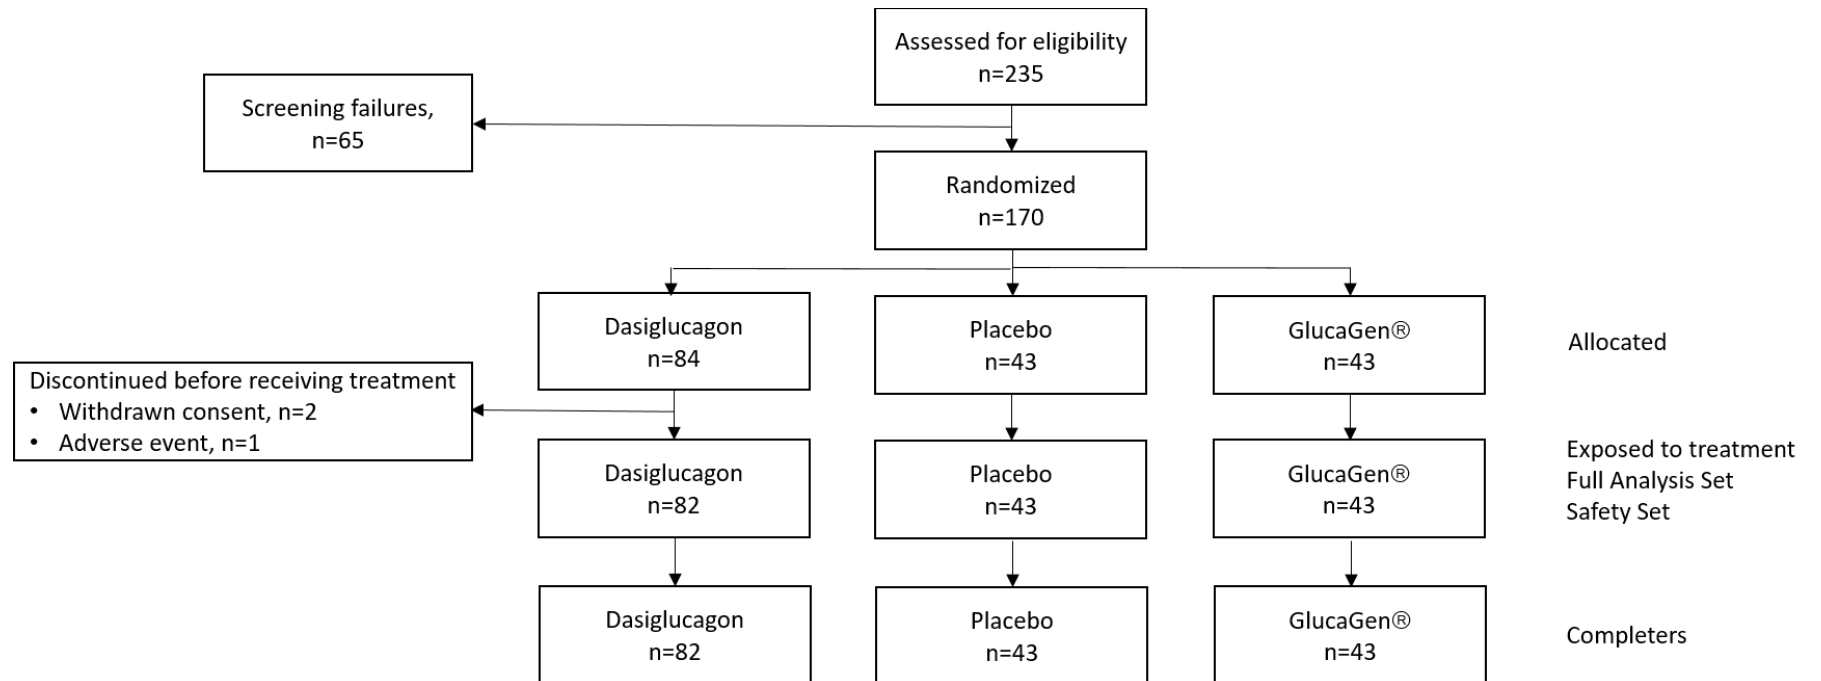 Assessed for eligibility
n=235
Screening failures,
n=65
Randomized
n=170
Dasiglucagon
n=84
Placebo
n=43
GlucaGen®
n=43
Allocated
Discontinued before receiving treatment
• Withdrawn consent, n=2
• Adverse event, n=1
Dasiglucagon
n=82
Placebo
n=43
GlucaGen®
n=43
Exposed to treatment
Full Analysis Set
Safety Set
Dasiglucagon
n=82
Placebo
n=43
GlucaGen®
n=43
Completers